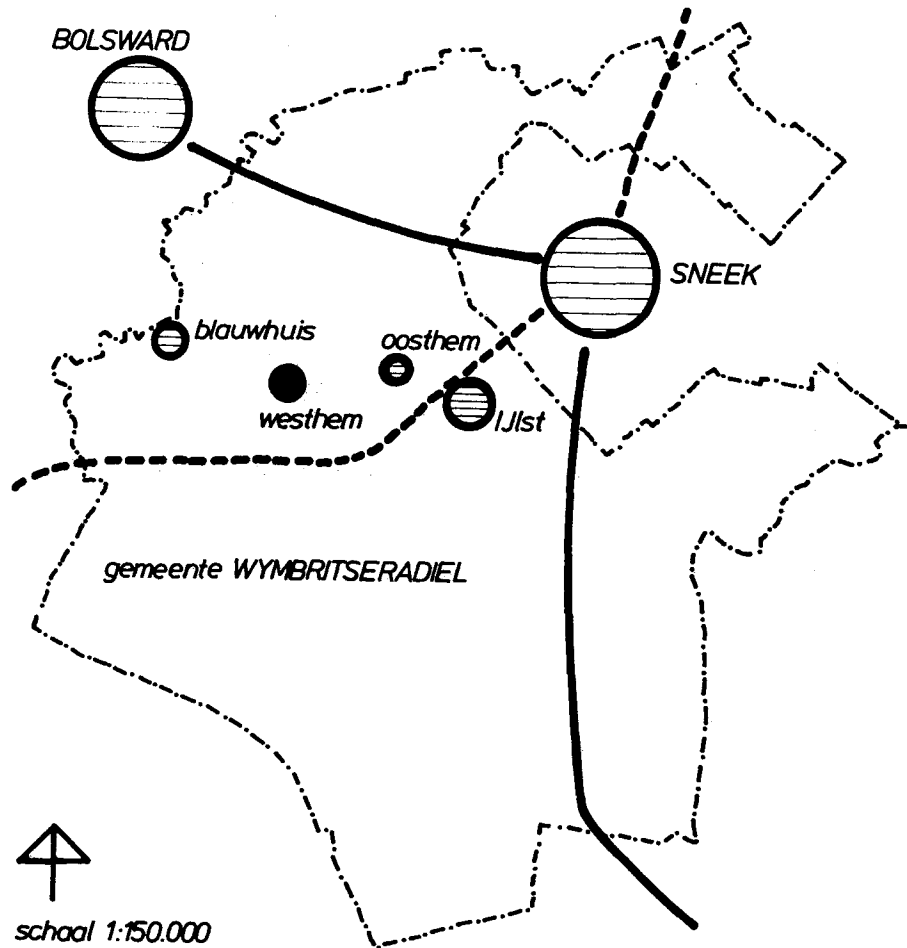 BOLSWARD
SNEEK
blauwhuis
oosthem
westhem
IJlst
gemeente WYMBRITSERADIEL
schaal 1:150.000